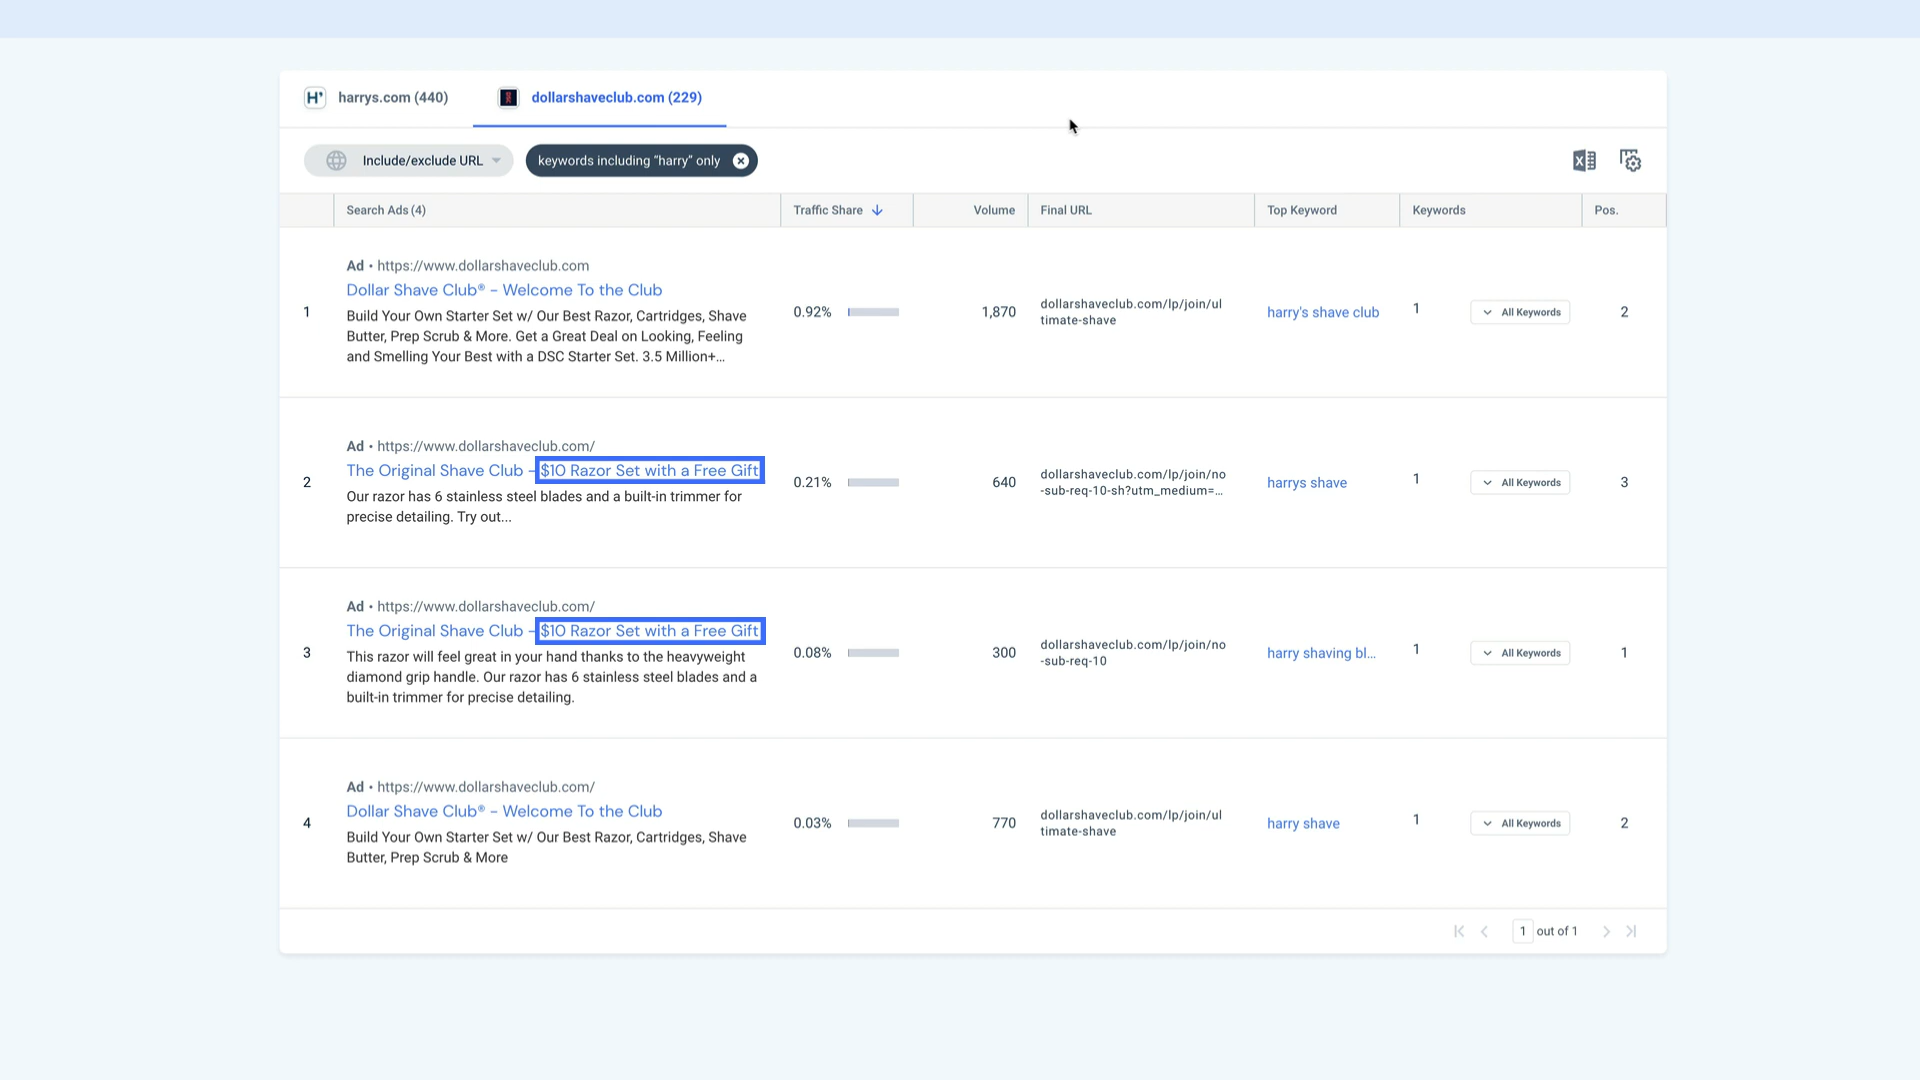 H'
harrys.com (440)
dollarshaveclub.com (229)
Include/exclude URL
keywords including "harry" only
Search Ads (4)
Traffic Share
Volume
Final URL
Top Keyword
Keywords
Pos.
1
Ad • https://www.dollarshaveclub.com
Dollar Shave Club® - Welcome To the Club
Build Your Own Starter Set w/ Our Best Razor, Cartridges, Shave
Butter, Prep Scrub & More. Get a Great Deal on Looking, Feeling
and Smelling Your Best with a DSC Starter Set. 3.5 Million+...
0.92%
1,870
dollarshaveclub.com/lp/join/ul
timate-shave
harry's shave club
1
All Keywords
2
2
Ad • https://www.dollarshaveclub.com/
The Original Shave Club - $10 Razor Set with a Free Gift
Our razor has 6 stainless steel blades and a built-in trimmer for
precise detailing. Try out...
0.21%
640
dollarshaveclub.com/lp/join/no
-sub-req-10-sh?utm_medium=...
harrys shave
1
All Keywords
3
3
Ad • https://www.dollarshaveclub.com/
The Original Shave Club - $10 Razor Set with a Free Gift
This razor will feel great in your hand thanks to the heavyweight
diamond grip handle. Our razor has 6 stainless steel blades and a
built-in trimmer for precise detailing.
0.08%
300
dollarshaveclub.com/lp/join/no
-sub-req-10
harry shaving bl...
1
All Keywords
1
4
Ad • https://www.dollarshaveclub.com/
Dollar Shave Club® - Welcome To the Club
Build Your Own Starter Set w/ Our Best Razor, Cartridges, Shave
Butter, Prep Scrub & More
0.03%
770
dollarshaveclub.com/lp/join/ul
timate-shave
harry shave
1
All Keywords
2
1 out of 1